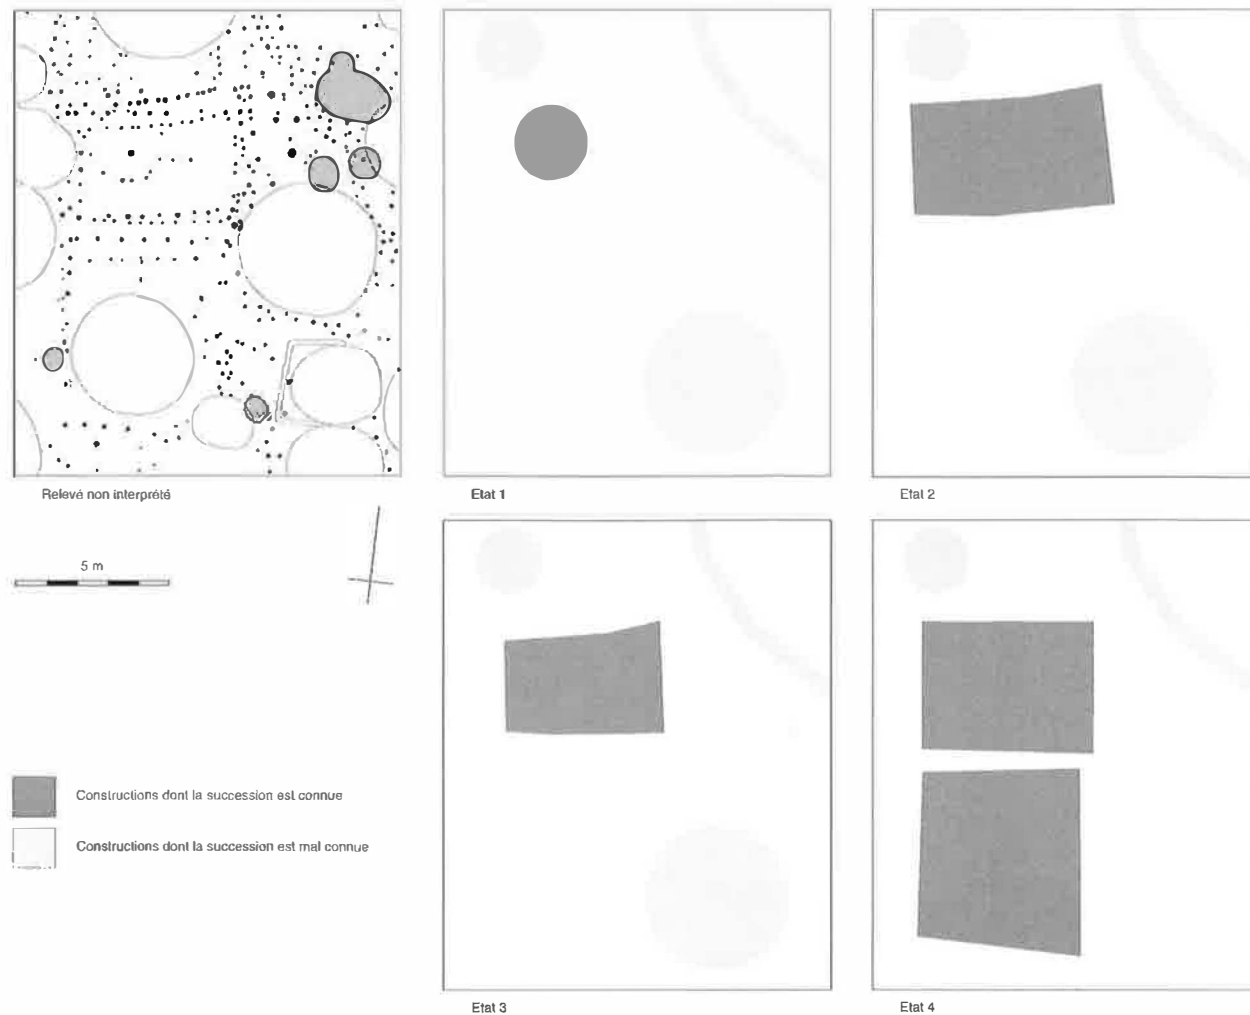 Relevé non interprété
Etat 1
Etat 2
5 m
Constructions dont la succession est connue
Constructions dont la succession est mal connue
Etat 3
Etat 4